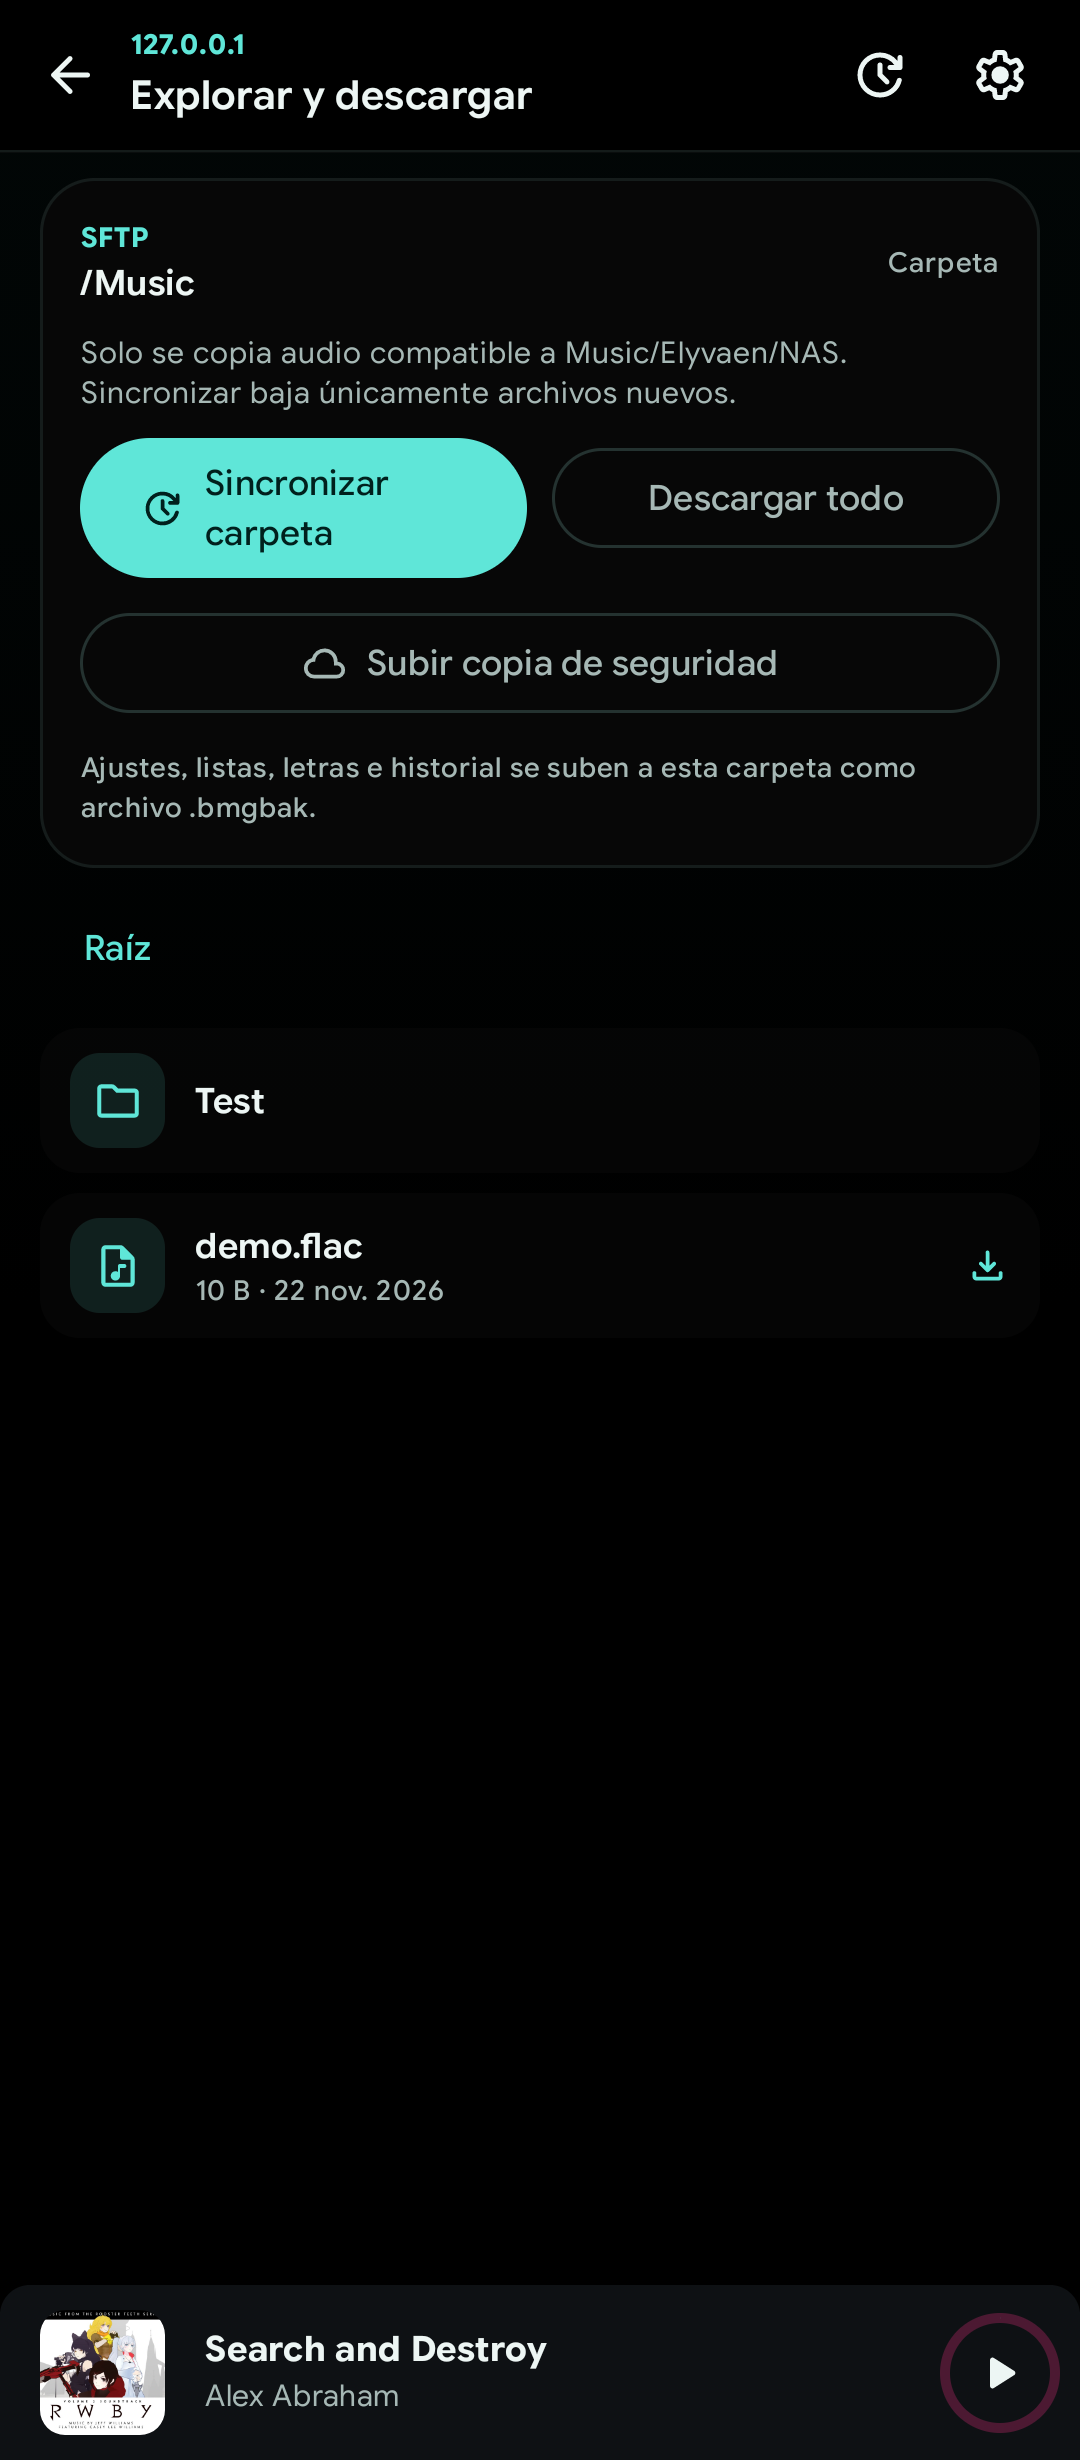 127.0.0.1
Explorar y descargar
SFTP
/Music
Carpeta
Solo se copia audio compatible a Music/Elyvaen/NAS.
Sincronizar baja únicamente archivos nuevos.
Sincronizar
carpeta
Descargar todo
Subir copia de seguridad
Ajustes, listas, letras e historial se suben a esta carpeta como
archivo .bmgbak.
Raíz
Test
demo.flac
10 B · 22 nov. 2026
Search and Destroy
Alex Abraham
RWBY